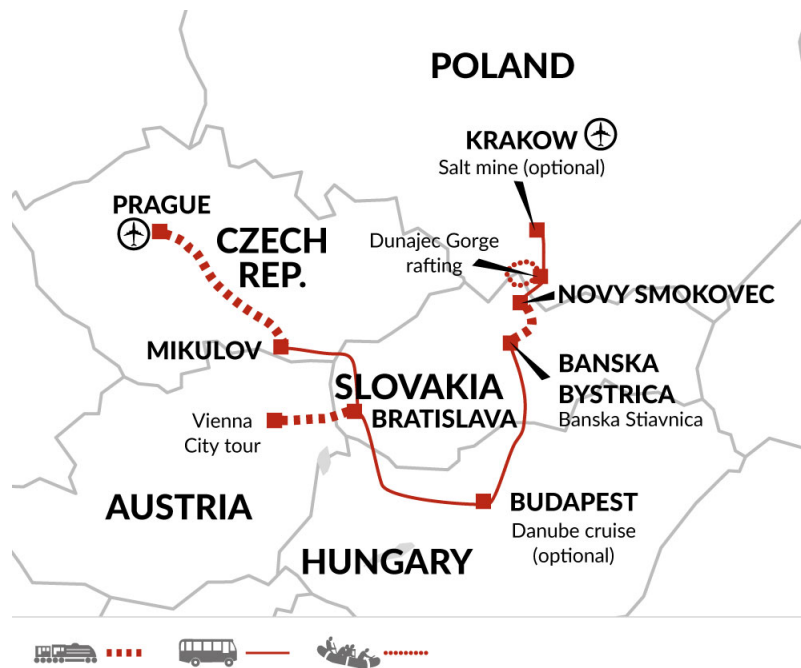 POLAND
KRAKOW
Salt mine (optional)
PRAGUE
CZECH
REP.
Dunajec Gorge
rafting
NOVY SMOKOVEC
MIKULOV
SLOVAKIA
BRATISLAVA
BANSKA
BYSTRICA
Banska Stiavnica
Vienna
City tour
AUSTRIA
BUDAPEST
Danube cruise
(optional)
HUNGARY